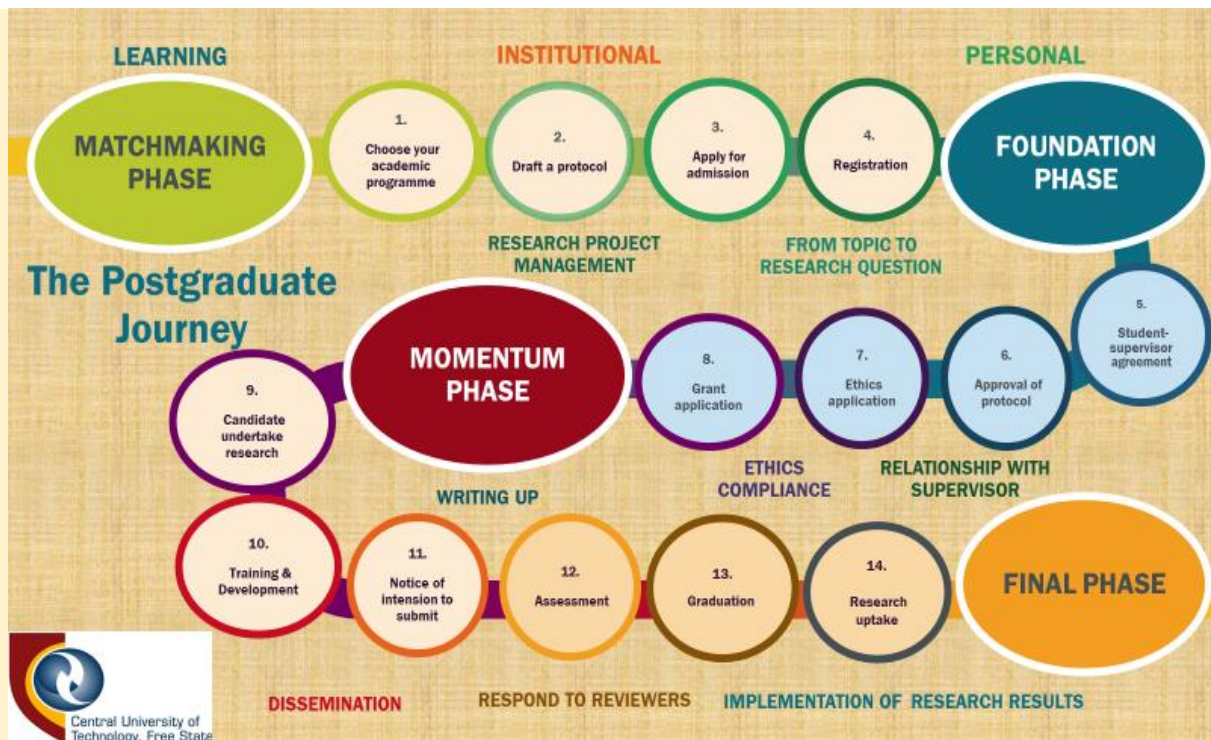 LEARNING
INSTITUTIONAL
PERSONAL
MATCHMAKING
PHASE
1.
Choose your
academic
programme
2.
Draft a protocol
3.
Apply for
admission
4.
Registration
FOUNDATION
PHASE
RESEARCH PROJECT
MANAGEMENT
FROM TOPIC TO
RESEARCH QUESTION
The Postgraduate
Journey
5.
Student-
supervisor
agreement
6.
Approval of
protocol
7.
Ethics
application
8.
Grant
application
MOMENTUM
PHASE
9.
Candidate
undertake
research
ETHICS
COMPLIANCE
RELATIONSHIP WITH
SUPERVISOR
WRITING UP
10.
Training &
Development
11.
Notice of
intension to
submit
12.
Assessment
13.
Graduation
14.
Research
uptake
FINAL PHASE
DISSEMINATION
RESPOND TO REVIEWERS
IMPLEMENTATION OF RESEARCH RESULTS
Central University of
Technology, Free State